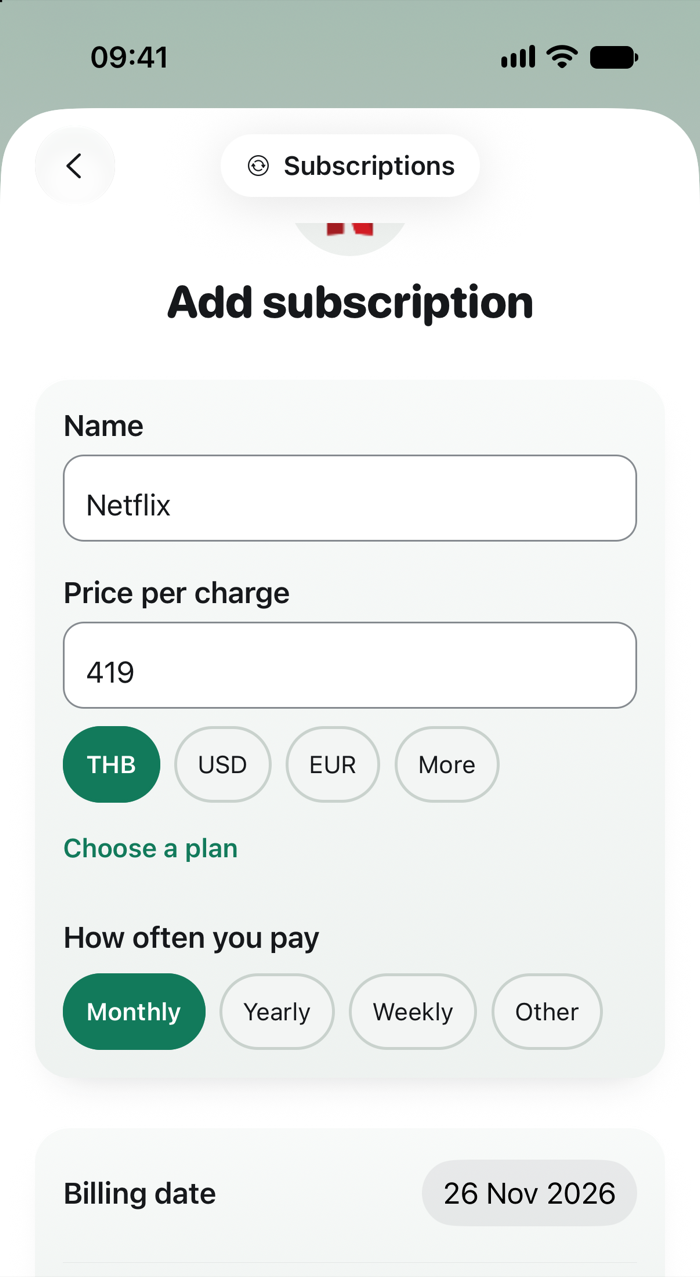 09:41
Subscriptions
Add subscription
Name
Netflix
Price per charge
419
THB USD EUR More
Choose a plan
How often you pay
Monthly Yearly Weekly Other
Billing date 26 Nov 2026